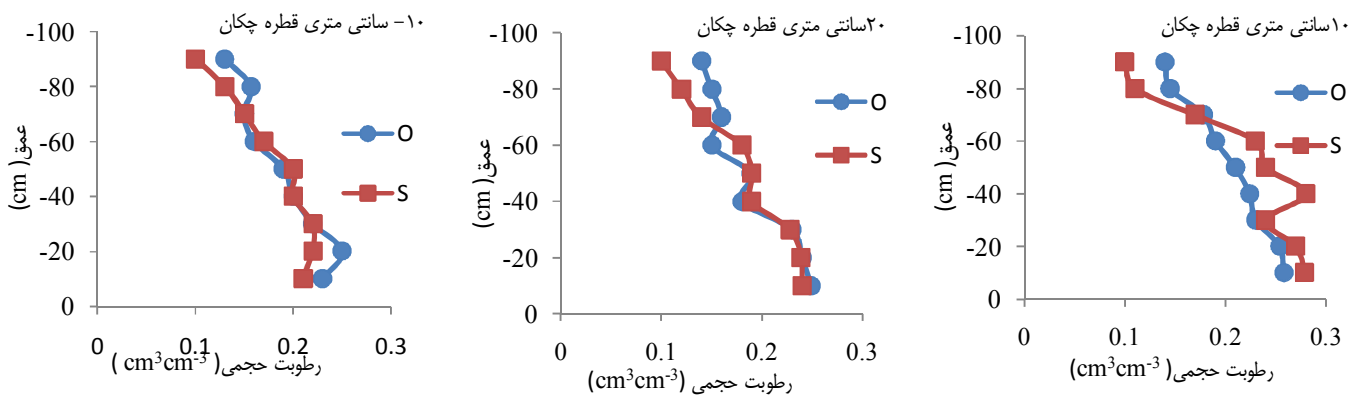 ۱۰- سانتی متری قطره چکان
-100
-80
-60
-40
-20
0
0
0.1
0.2
0.3
عمق( cm)
رطوبت حجمی( cm³cm⁻³ )
O
S
۲۰سانتی متری قطره چکان
-100
-80
-60
-40
-20
0
0
0.1
0.2
0.3
عمق( cm)
رطوبت حجمی (cm³cm⁻³)
O
S
۱۰سانتی متری قطره چکان
-100
-80
-60
-40
-20
0
0
0.1
0.2
0.3
عمق( cm)
رطوبت حجمی( cm³cm⁻³)
O
S